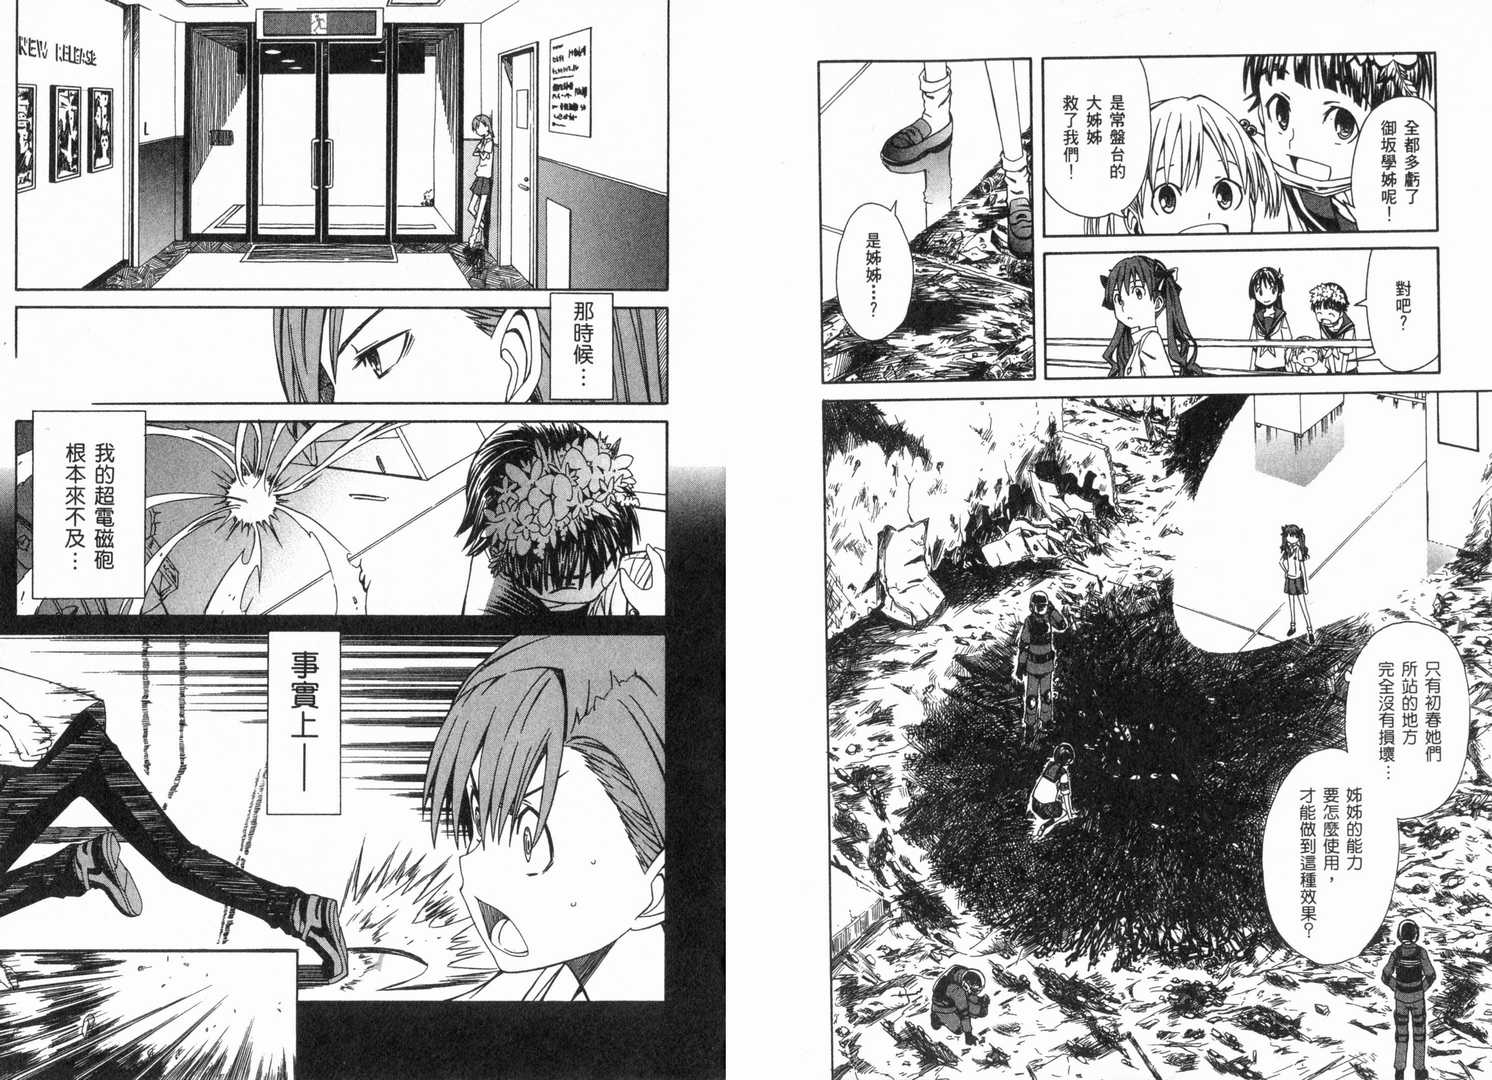 全都多虧了
御坂學姊呢！
是常盤台的
大姊姊
救了我們！
對吧？
是姊姊…？
只有初春她們
所站的地方
完全沒有損壞…
姊姊的能力
要怎麼使用，
才能做到這種效果？
NEW RELEASE
那時候…
我的超電磁砲
根本來不及…
事實上──